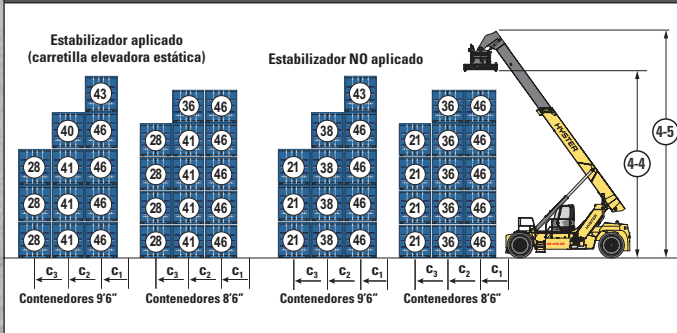 Estabilizador aplicado
(carretilla elevadora estática)
Estabilizador NO aplicado
43
40 46
28 41 46
28 41 46
28 41 46
36 46
28 41 46
28 41 46
28 41 46
28 41 46
43
38 46
21 38 46
21 38 46
21 38 46
36 46
21 36 46
21 36 46
21 36 46
21 36 46
HYSTER
HYSTER
4-4
4-5
c₃ c₂ c₁
c₃ c₂ c₁
c₃ c₂ c₁
c₃ c₂ c₁
Contenedores 9'6”
Contenedores 8'6”
Contenedores 9'6”
Contenedores 8'6”